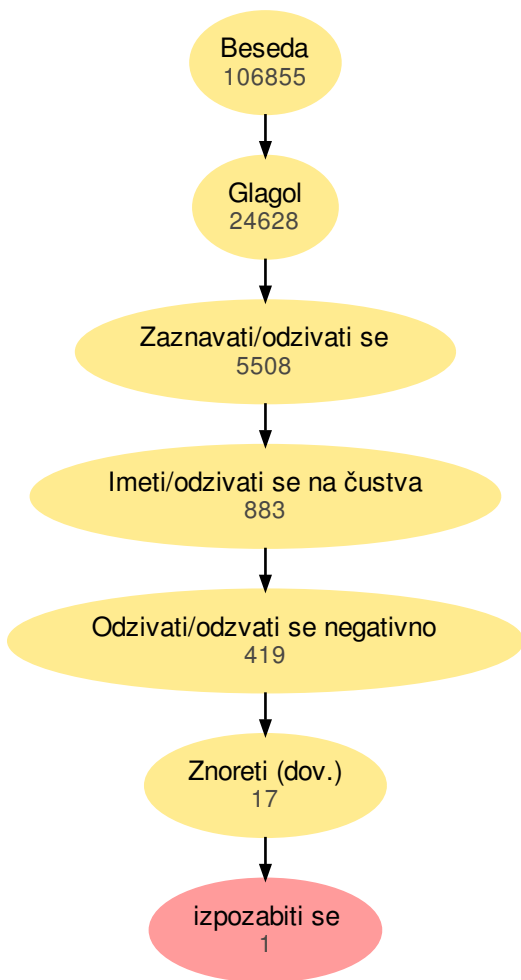 Beseda
106855
Glagol
24628
Zaznavati/odzivati se
5508
Imeti/odzivati se na čustva
883
Odzivati/odzvati se negativno
419
Znoreti (dov.)
17
izpozabiti se
1